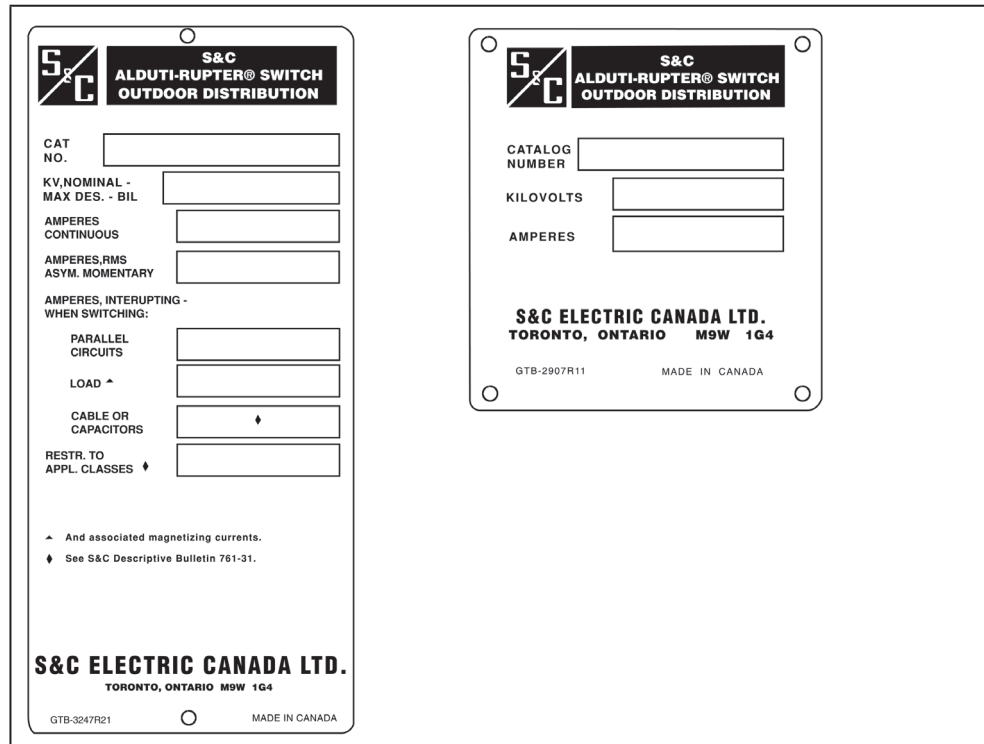 S&C
S&C
ALDUTI-RUPTER® SWITCH
OUTDOOR DISTRIBUTION
CAT
NO.
KV,NOMINAL -
MAX DES. - BIL
AMPERES
CONTINUOUS
AMPERES,RMS
ASYM. MOMENTARY
AMPERES, INTERUPTING -
WHEN SWITCHING:
PARALLEL
CIRCUITS
LOAD ▲
CABLE OR
CAPACITORS
♦
RESTR. TO
APPL. CLASSES ♦
▲ And associated magnetizing currents.
♦ See S&C Descriptive Bulletin 761-31.
S&C ELECTRIC CANADA LTD.
TORONTO, ONTARIO M9W 1G4
GTB-3247R21 MADE IN CANADA
S&C
S&C
ALDUTI-RUPTER® SWITCH
OUTDOOR DISTRIBUTION
CATALOG
NUMBER
KILOVOLTS
AMPERES
S&C ELECTRIC CANADA LTD.
TORONTO, ONTARIO M9W 1G4
GTB-2907R11 MADE IN CANADA